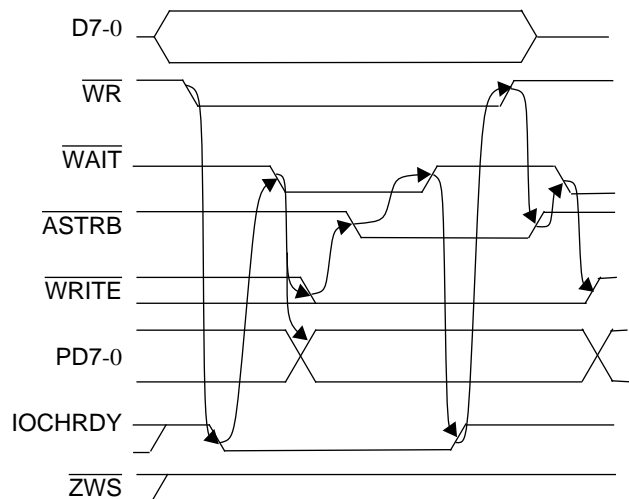 D7-0
WR
WAIT
ASTRB
WRITE
PD7-0
IOCHRDY
ZWS